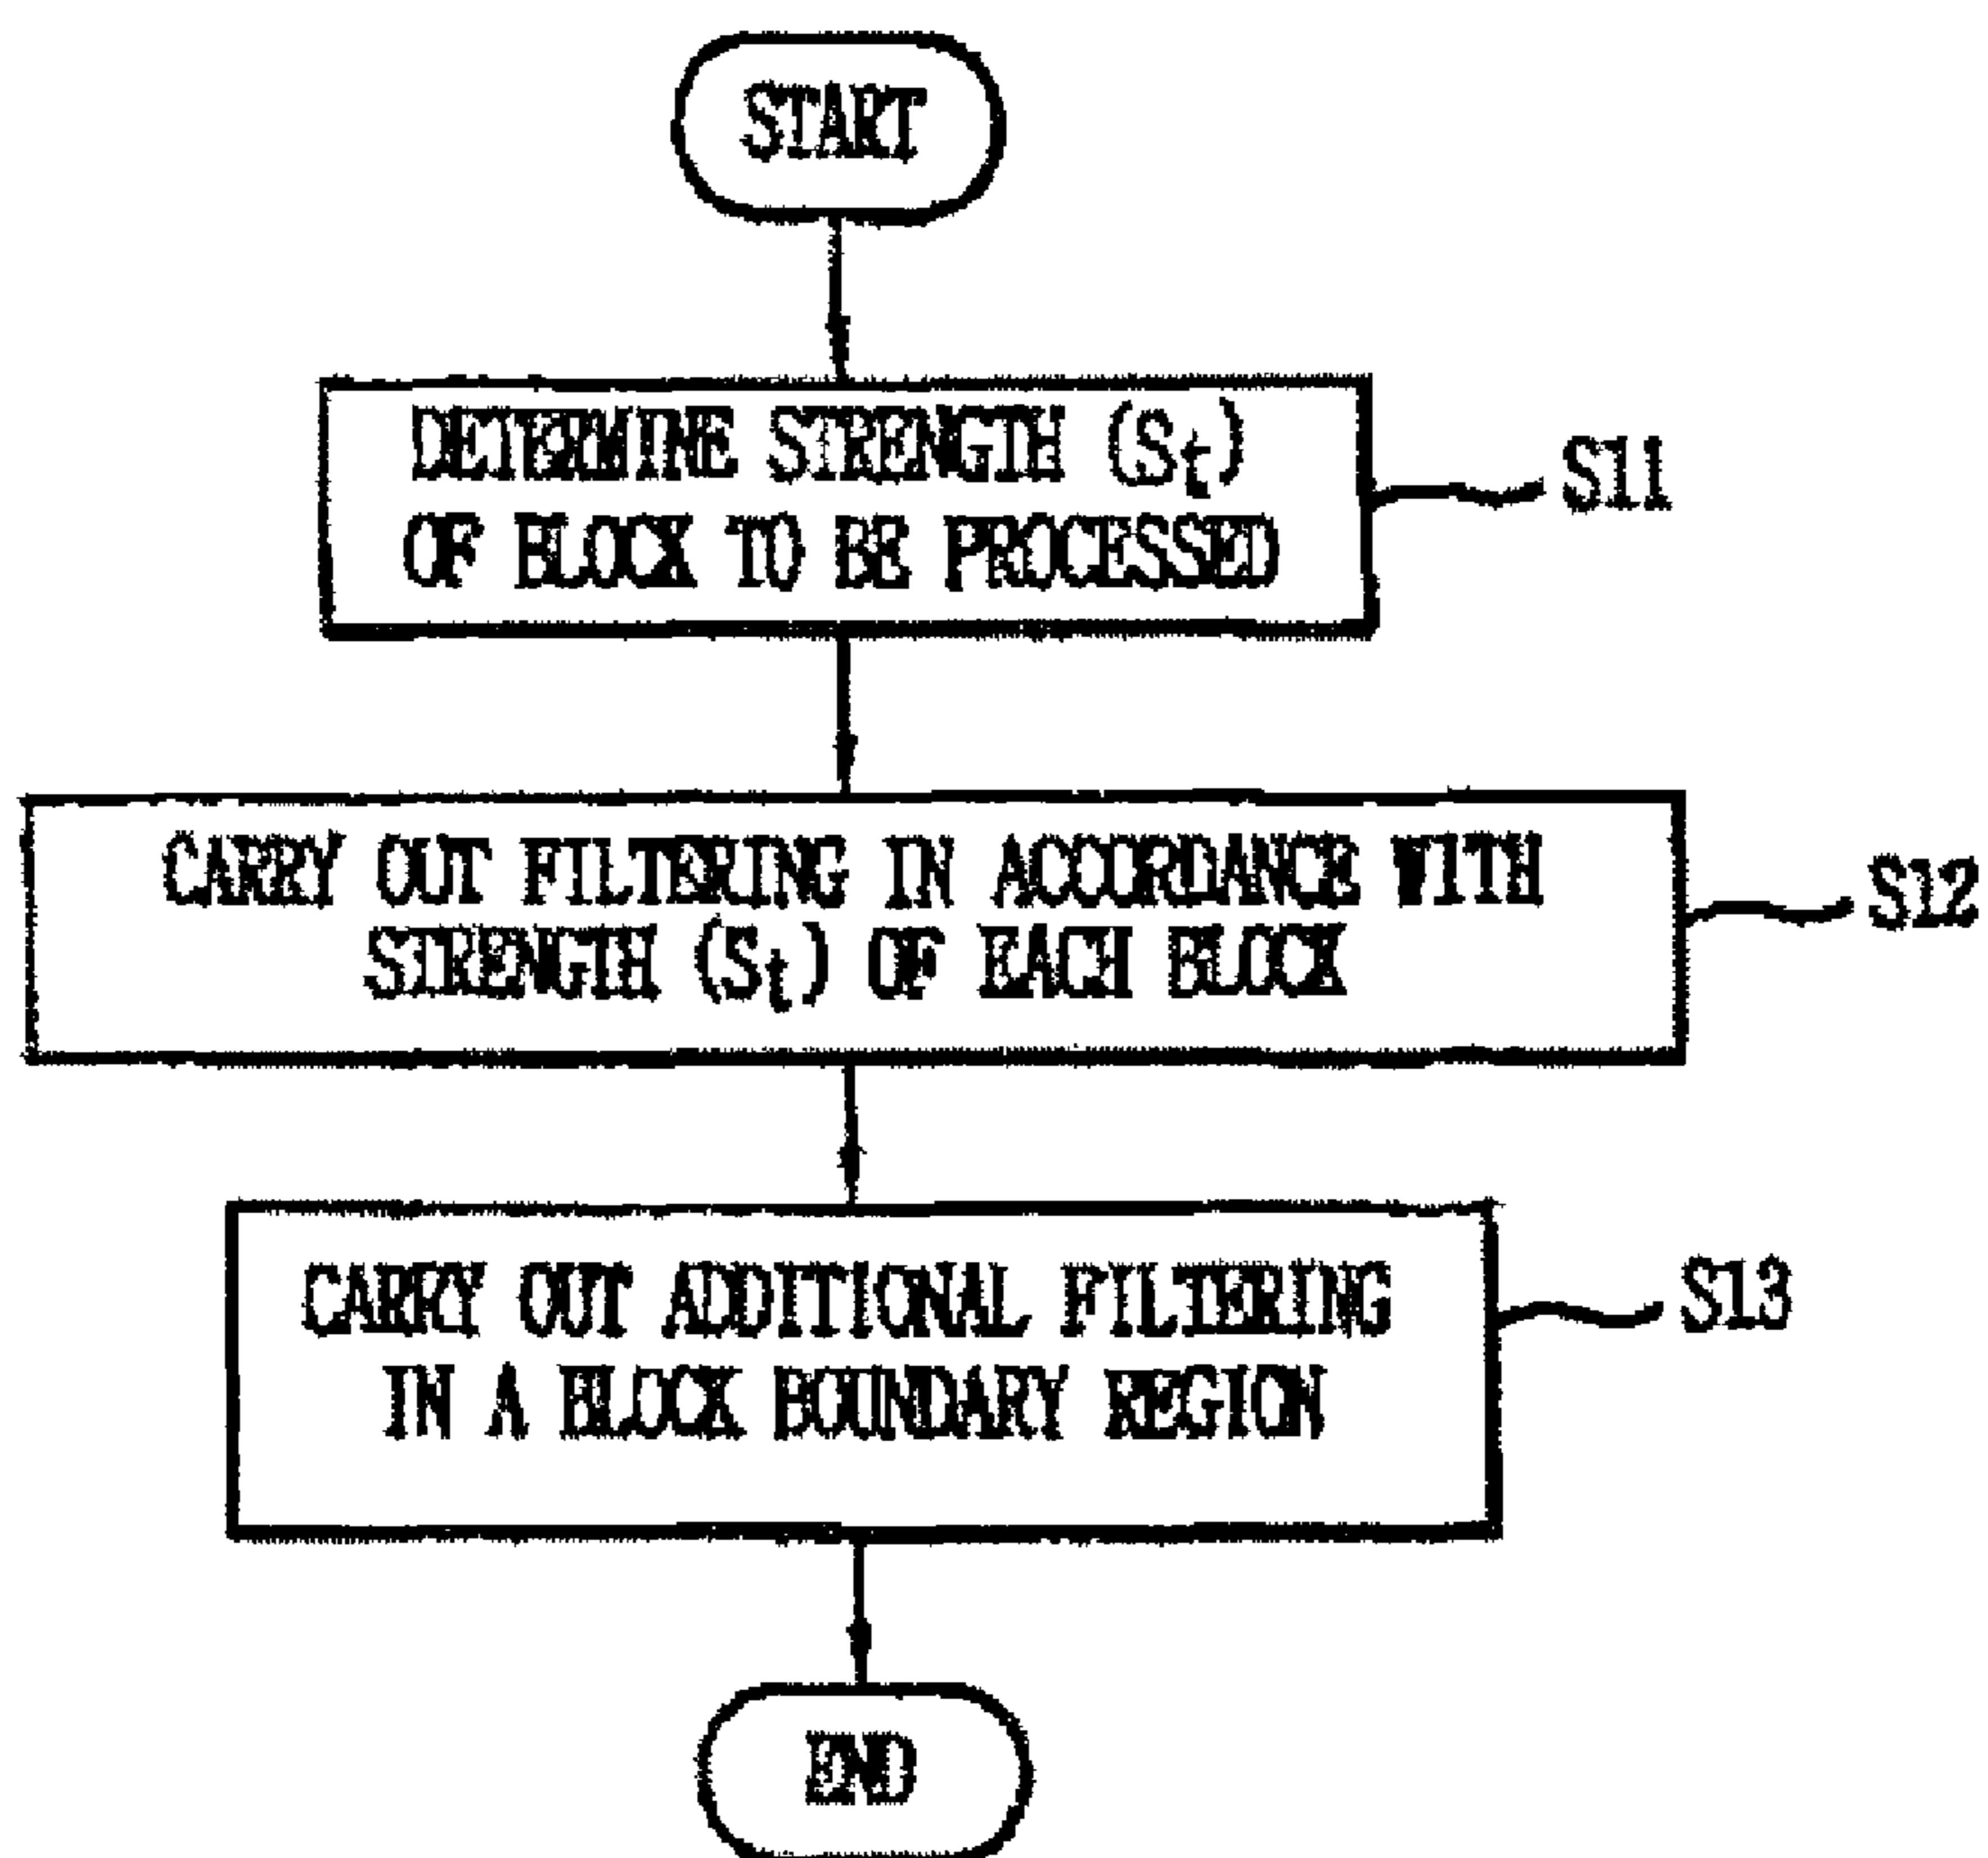 START
DETERMINE STRENGTH (St)
OF BLOCK TO BE PROCESSED
S11
CARRY OUT FILTERING IN ACCORDANCE WITH
STRENGTH (St) OF EACH BLOCK
S12
CARRY OUT ADDITIONAL FILTERING
IN A BLOCK BOUNDARY REGION
S13
END